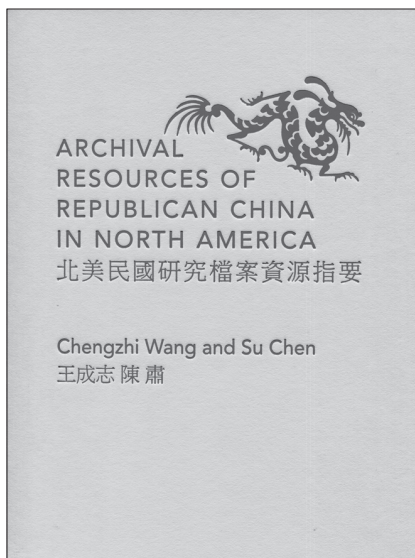 ARCHIVAL
RESOURCES OF
REPUBLICAN CHINA
IN NORTH AMERICA
北美民國研究檔案資源指要
Chengzhi Wang and Su Chen
王成志 陳 肅